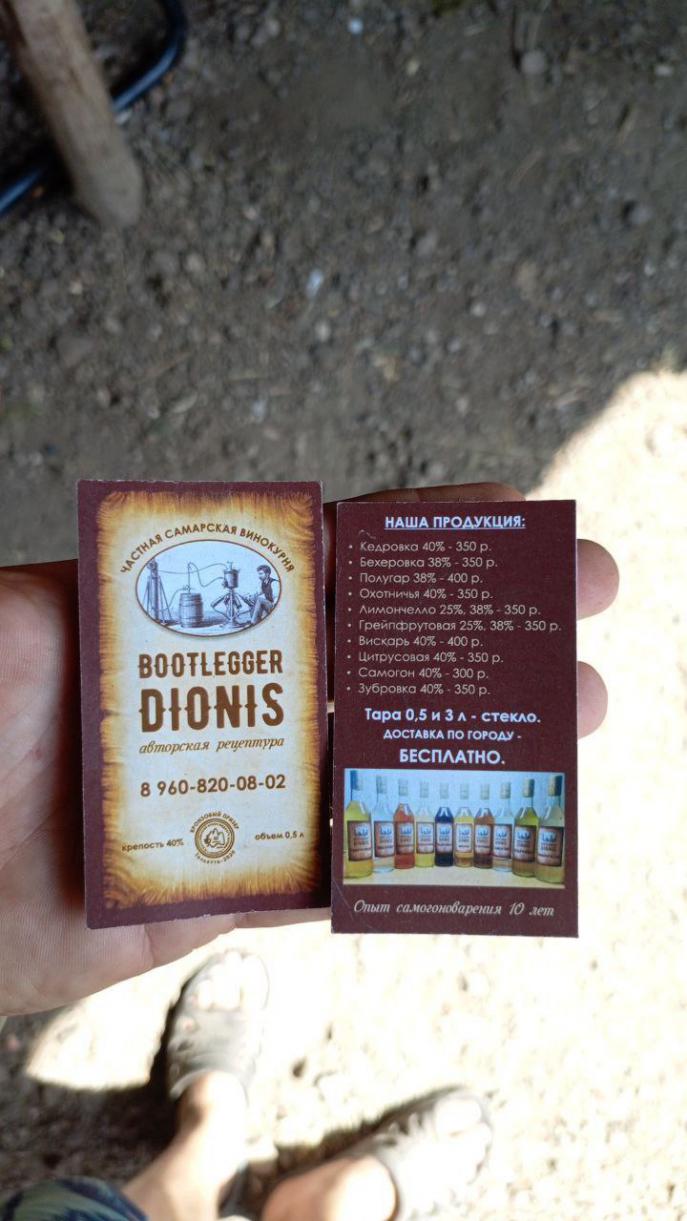 ЧАСТНАЯ САМАРСКАЯ ВИНОКУРНЯ
BOOTLEGGER
DIONIS
авторская рецептура
8 960-820-08-02
БРОНЗОВЫЙ ПРИЗЕР
крепость 40%
объем 0,5 л
НАША ПРОДУКЦИЯ:
• Кедровка 40% - 350 р.
• Бехеровка 38% - 350 р.
• Полугар 38% - 400 р.
• Охотничья 40% - 350 р.
• Лимончелло 25%, 38% - 350 р.
• Грейпфрутовая 25%, 38% - 350 р.
• Вискарь 40% - 400 р.
• Цитрусовая 40% - 350 р.
• Самогон 40% - 300 р.
• Зубровка 40% - 350 р.
Тара 0,5 и 3 л - стекло.
ДОСТАВКА ПО ГОРОДУ -
БЕСПЛАТНО.
Опыт самогоноварения 10 лет